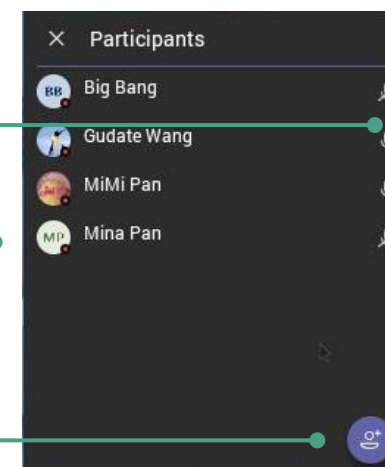 Participants
BB Big Bang
Gudate Wang
MiMi Pan
MP Mina Pan